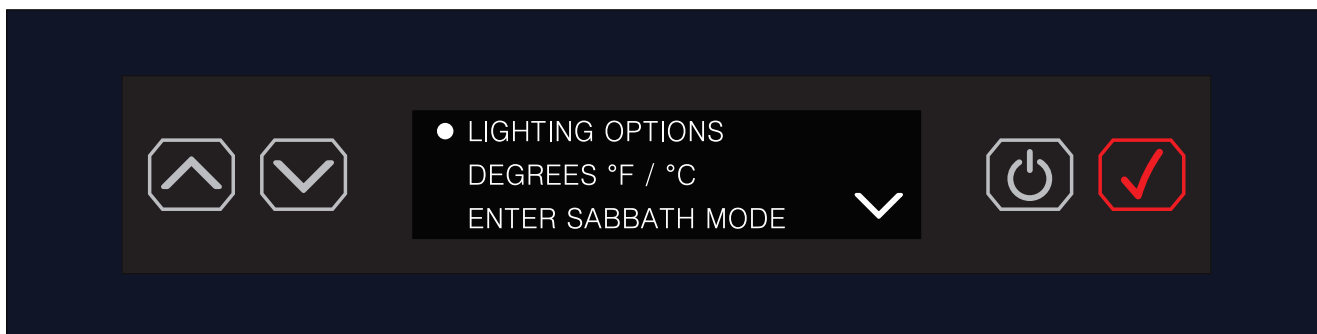 LIGHTING OPTIONS
DEGREES °F / °C
ENTER SABBATH MODE